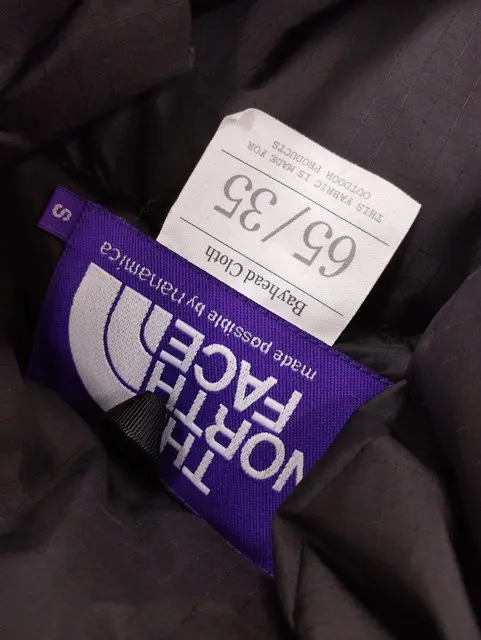 THE
NORTH
FACE
made possible by nanamica
S
Bayhead Cloth
65/35
THIS FABRIC IS MADE FOR
OUTDOOR PRODUCTS